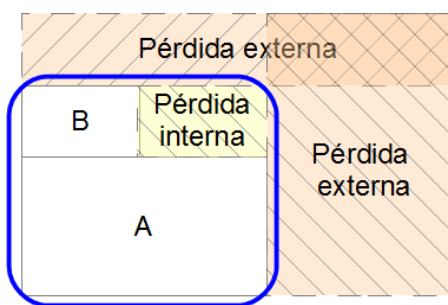 Pérdida externa
B
Pérdida
interna
Pérdida
externa
A